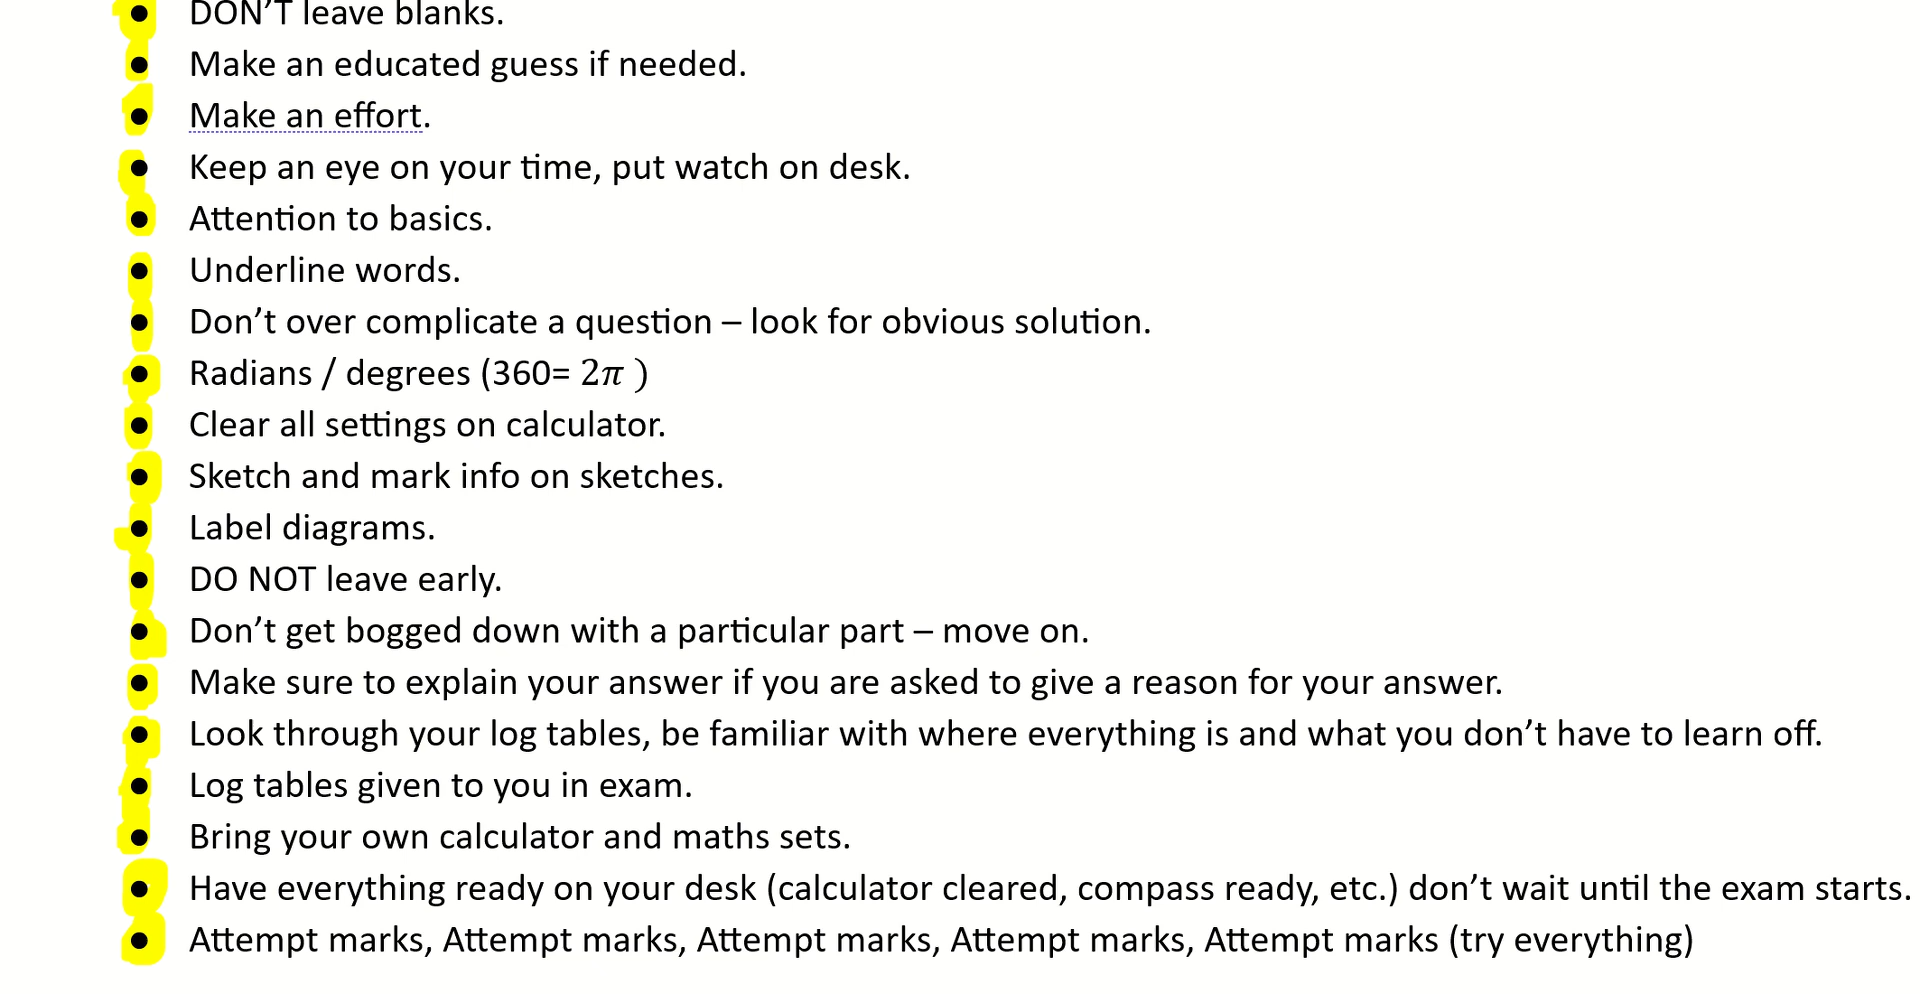 • DON’T leave blanks.
• Make an educated guess if needed.
• Make an effort.
• Keep an eye on your time, put watch on desk.
• Attention to basics.
• Underline words.
• Don’t over complicate a question – look for obvious solution.
• Radians / degrees (360= 2π )
• Clear all settings on calculator.
• Sketch and mark info on sketches.
• Label diagrams.
• DO NOT leave early.
• Don’t get bogged down with a particular part – move on.
• Make sure to explain your answer if you are asked to give a reason for your answer.
• Look through your log tables, be familiar with where everything is and what you don’t have to learn off.
• Log tables given to you in exam.
• Bring your own calculator and maths sets.
• Have everything ready on your desk (calculator cleared, compass ready, etc.) don’t wait until the exam starts.
• Attempt marks, Attempt marks, Attempt marks, Attempt marks, Attempt marks (try everything)